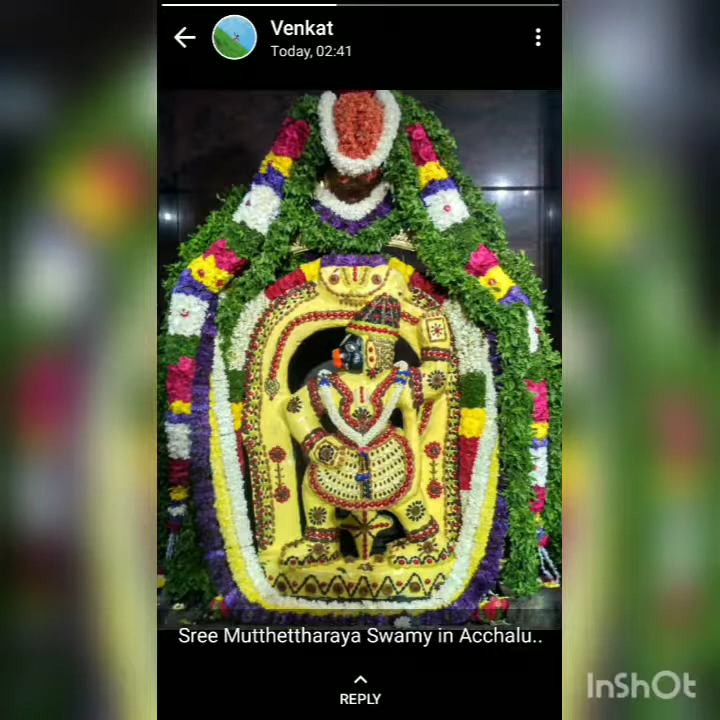 Venkat
Today, 02:41
Sree Mutthettharaya Swamy in Acchalu..
REPLY
InShOt